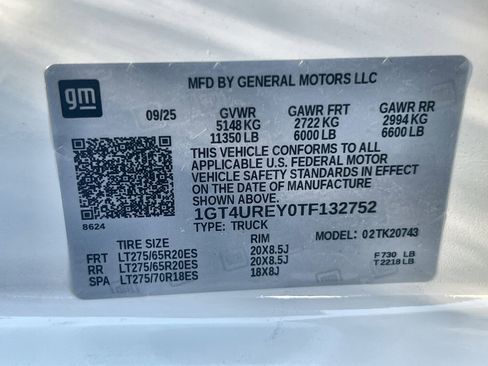 gm
MFD BY GENERAL MOTORS LLC
09/25 GVWR GAWR FRT GAWR RR
5148 KG 2722 KG 2994 KG
11350 LB 6000 LB 6600 LB
THIS VEHICLE CONFORMS TO ALL
APPLICABLE U.S. FEDERAL MOTOR
VEHICLE SAFETY STANDARDS IN EFFECT
ON THE DATE OF MANUFACTURE
SHOWN ABOVE.
8624
1GT4UREY0TF132752
TYPE: TRUCK MODEL: 02TK20743
TIRE SIZE RIM
FRT LT275/65R20ES 20X8.5J F 730 LB
RR LT275/65R20ES 20X8.5J T 2218 LB
SPA LT275/70R18ES 18X8J